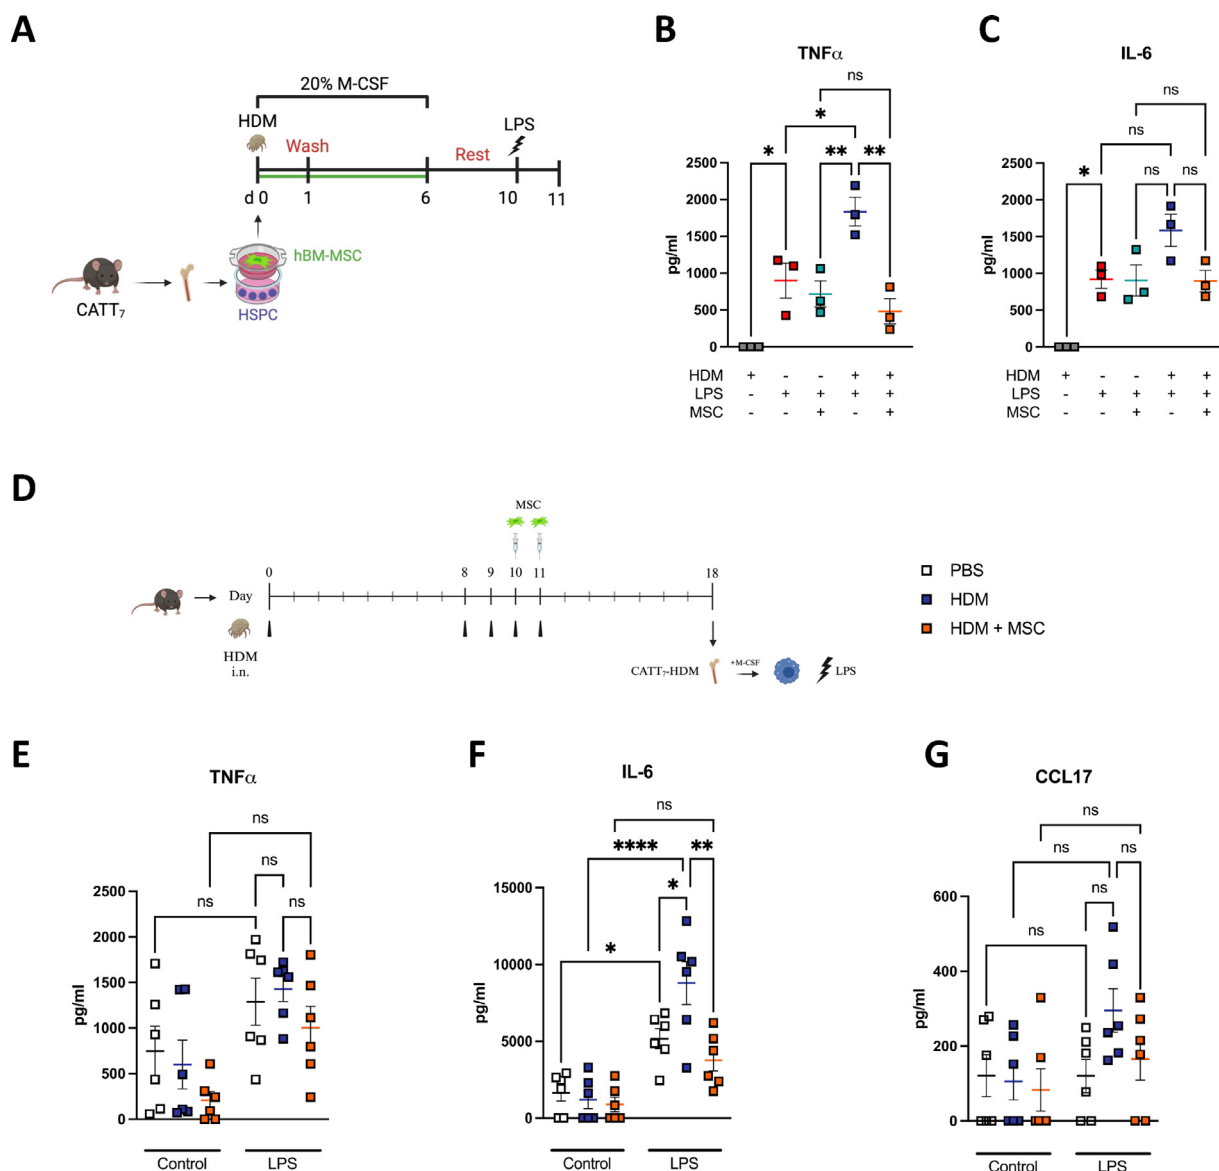 A
20% M-CSF
HDM
LPS
Wash
Rest
d 0 1 6 10 11
hBM-MSC
CATT7
HSPC
B
TNFα
ns
*
* ** **
pg/ml
2500
2000
1500
1000
500
0
HDM + - - + +
LPS - + + + +
MSC - - + - +
C
IL-6
ns
ns
* ns ns
pg/ml
2500
2000
1500
1000
500
0
HDM + - - + +
LPS - + + + +
MSC - - + - +
D
MSC
0 8 9 10 11 18
Day
HDM
i.n.
CATT7-HDM
+M-CSF
LPS
PBS
HDM
HDM + MSC
E
TNFα
ns
ns
ns ns
pg/ml
2500
2000
1500
1000
500
0
Control LPS
F
IL-6
ns
**** **
*
*
pg/ml
15000
10000
5000
0
Control LPS
G
CCL17
ns
ns ns
ns
ns
pg/ml
600
400
200
0
Control LPS